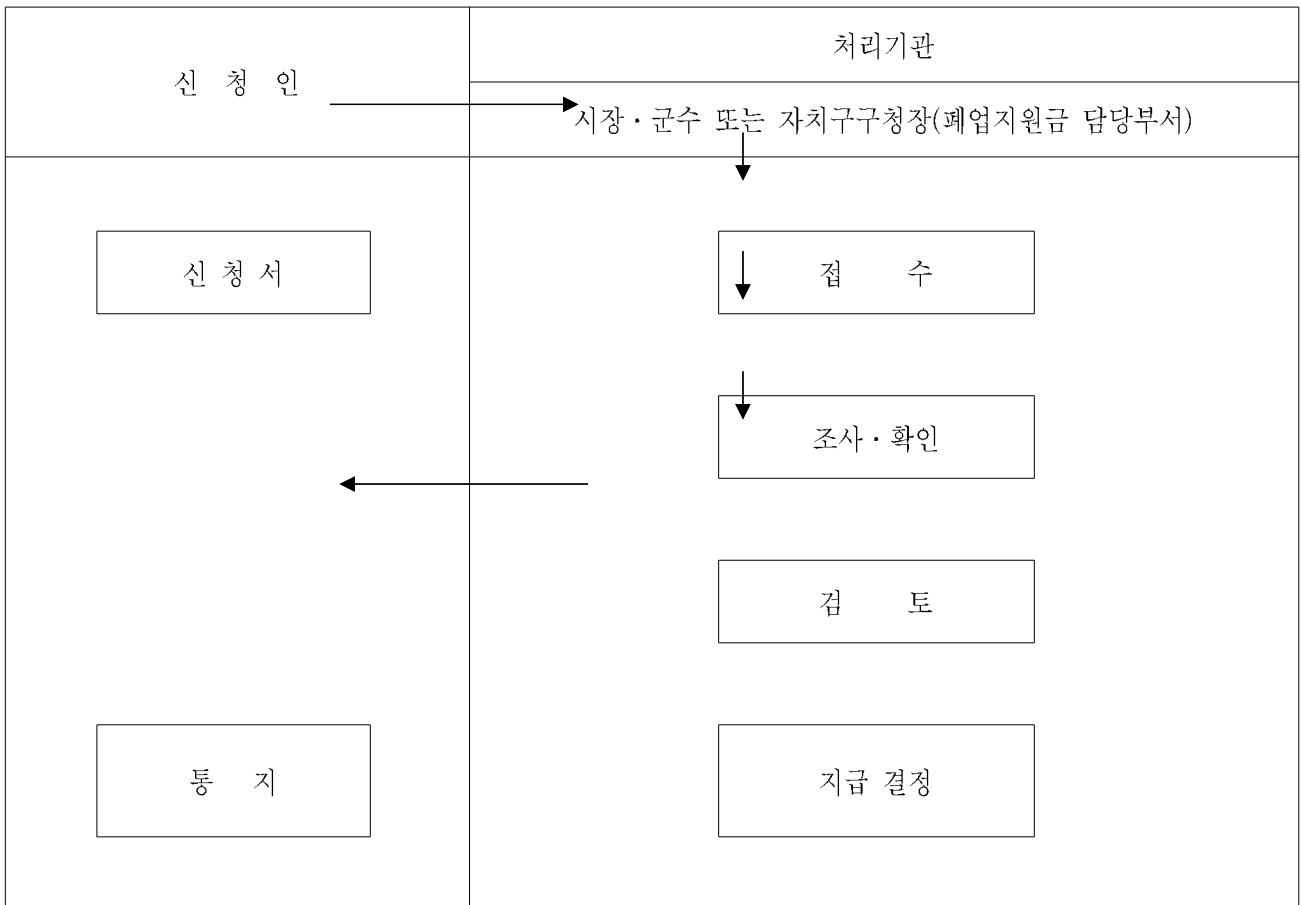 신 청 인
처리기관
시장·군수 또는 자치구구청장(폐업지원금 담당부서)
신 청 서
접 수
조사·확인
검 토
통 지
지급 결정